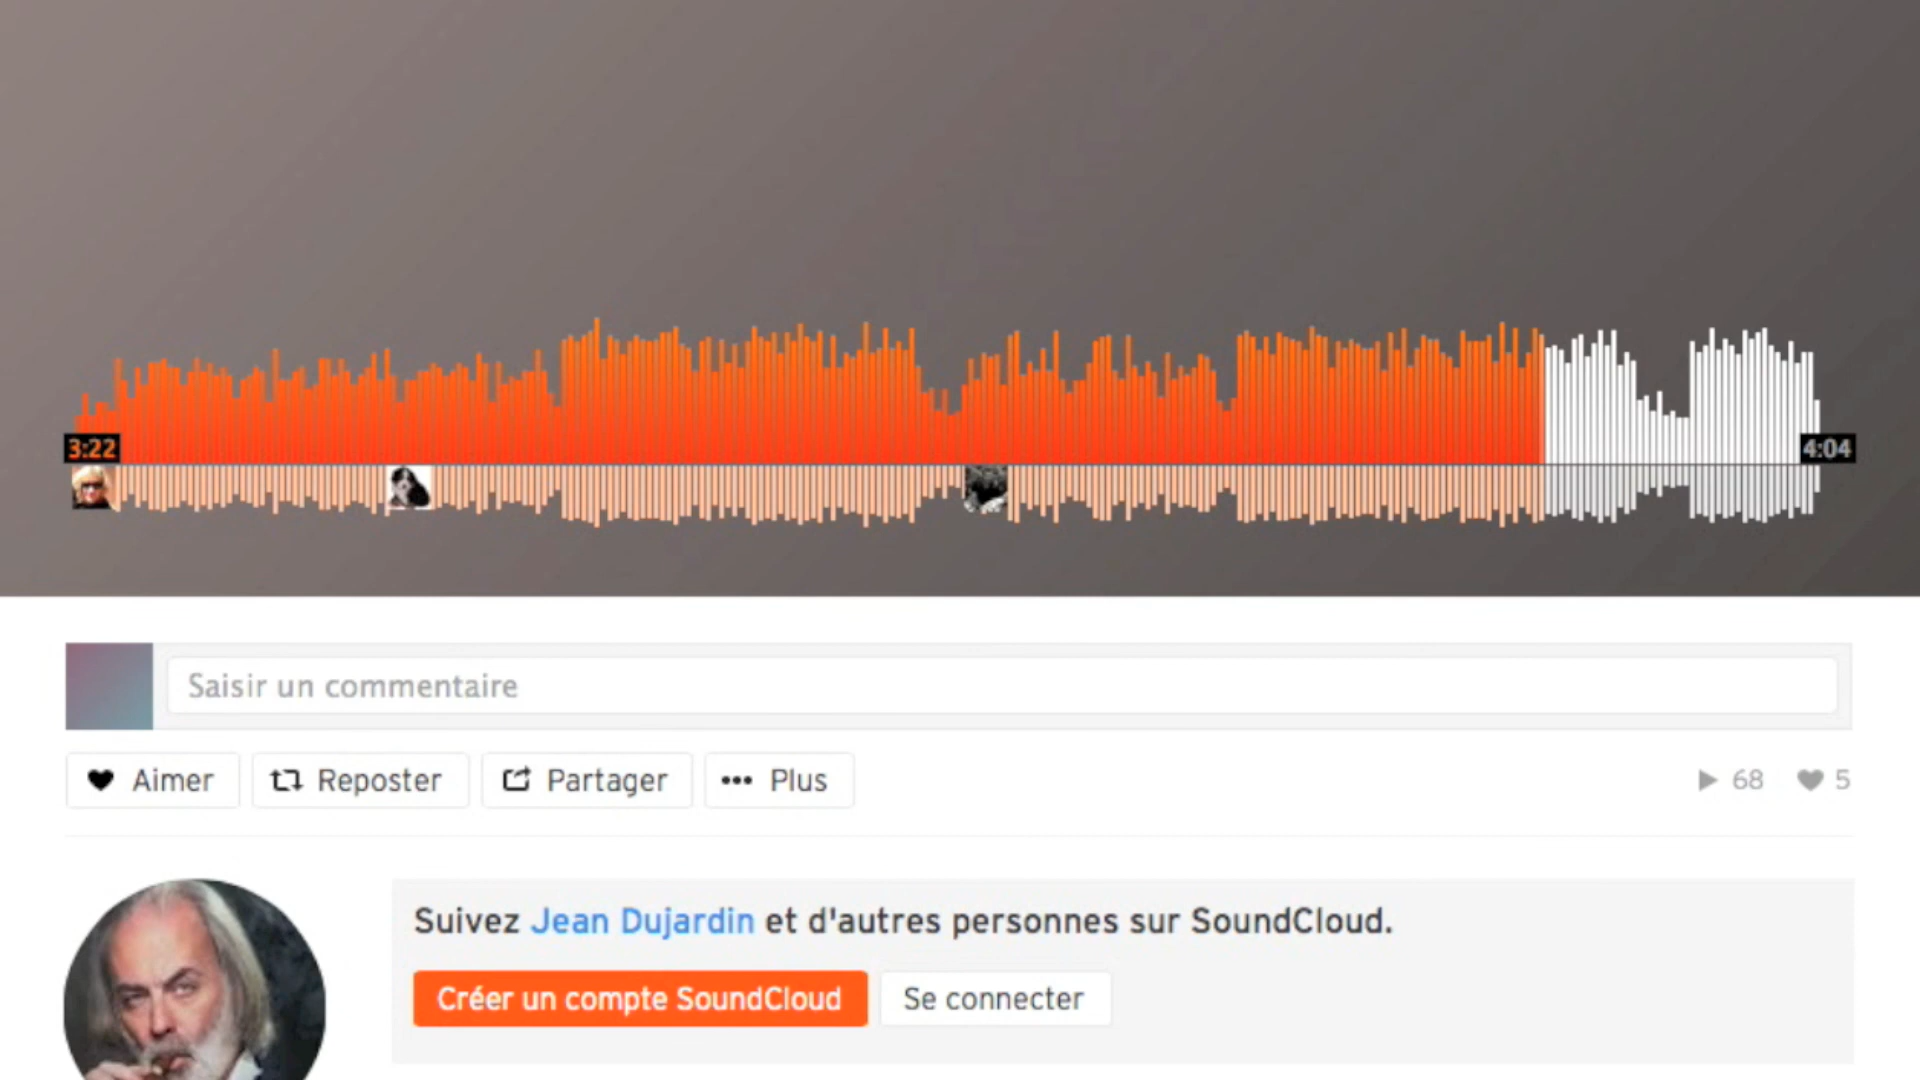 3:22
4:04
Saisir un commentaire
Aimer
Reposter
Partager
Plus
68
5
Suivez Jean Dujardin et d'autres personnes sur SoundCloud.
Créer un compte SoundCloud
Se connecter